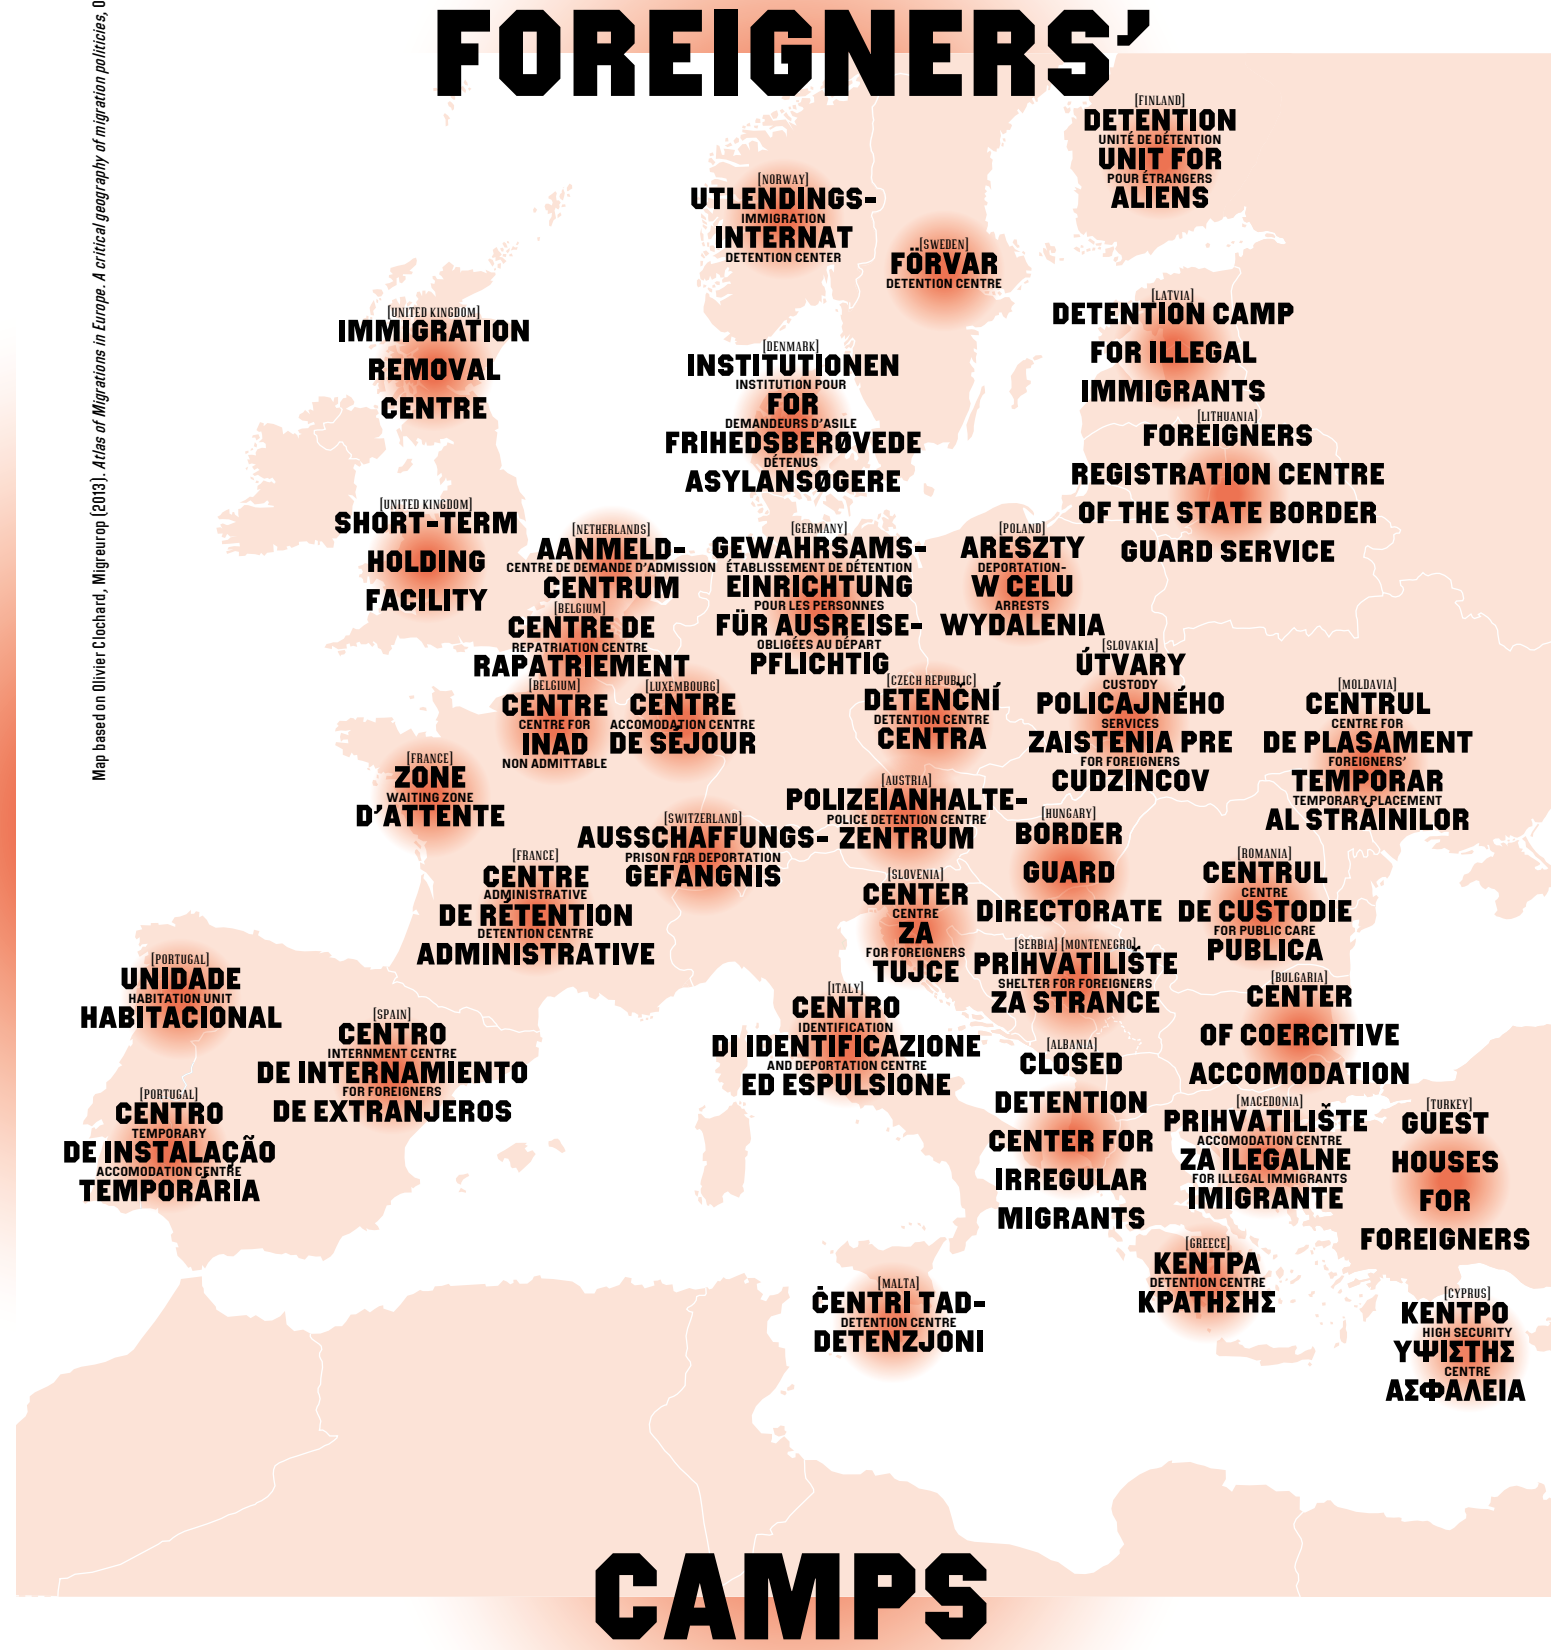 FOREIGNERS’
Map based on Olivier Clochard, Migreurop (2013). Atlas of Migrations in Europe. A critical geography of migration politicies,
[FINLAND]
DETENTION
UNITÉ DE DÉTENTION
UNIT FOR
POUR ÉTRANGERS
ALIENS
[NORWAY]
UTLENDINGS-
IMMIGRATION
INTERNAT
DETENTION CENTER
[SWEDEN]
FÖRVAR
DETENTION CENTRE
[LATVIA]
DETENTION CAMP
FOR ILLEGAL
IMMIGRANTS
[UNITED KINGDOM]
IMMIGRATION
REMOVAL
CENTRE
[DENMARK]
INSTITUTIONEN
INSTITUTION POUR
FOR
DEMANDEURS D’ASILE
FRIHEDSBERØVEDE
DÉTENUS
ASYLANSØGERE
[LITHUANIA]
FOREIGNERS
REGISTRATION CENTRE
OF THE STATE BORDER
GUARD SERVICE
[UNITED KINGDOM]
SHORT-TERM
HOLDING
FACILITY
[NETHERLANDS]
AANMELD-
CENTRE DE DEMANDE D’ADMISSION
CENTRUM
[GERMANY]
GEWAHRSAMS-
ÉTABLISSEMENT DE DÉTENTION
EINRICHTUNG
POUR LES PERSONNES
FÜR AUSREISE-
OBLIGÉES AU DÉPART
PFLICHTIG
[POLAND]
ARESZTY
DEPORTATION-
W CELU
ARRESTS
WYDALENIA
[BELGIUM]
CENTRE DE
REPATRIATION CENTRE
RAPATRIEMENT
[BELGIUM]
CENTRE
CENTRE FOR
INAD
NON ADMITTABLE
[LUXEMBOURG]
CENTRE
ACCOMODATION CENTRE
DE SÉJOUR
[CZECH REPUBLIC]
DETENČNÍ
DETENTION CENTRE
CENTRA
[SLOVAKIA]
ÚTVARY
CUSTODY
POLICAJNÉHO
SERVICES
ZAISTENIA PRE
FOR FOREIGNERS
CUDZINCOV
[MOLDAVIA]
CENTRUL
CENTRE FOR
DE PLASAMENT
FOREIGNERS’
TEMPORAR
TEMPORARY PLACEMENT
AL STRĂINILOR
[FRANCE]
ZONE
WAITING ZONE
D’ATTENTE
[AUSTRIA]
POLIZEIANHALTE-
POLICE DETENTION CENTRE
ZENTRUM
[SWITZERLAND]
AUSSCHAFFUNGS-
PRISON FOR DEPORTATION
GEFÄNGNIS
[HUNGARY]
BORDER
GUARD
DIRECTORATE
[FRANCE]
CENTRE
ADMINISTRATIVE
DE RÉTENTION
DETENTION CENTRE
ADMINISTRATIVE
[ROMANIA]
CENTRUL
CENTRE
DE CUSTODIE
FOR PUBLIC CARE
PUBLICA
[SLOVENIA]
CENTER
CENTRE
ZA
FOR FOREIGNERS
TUJCE
[SERBIA] [MONTENEGRO]
PRIHVATILIŠTE
SHELTER FOR FOREIGNERS
ZA STRANCE
[PORTUGAL]
UNIDADE
HABITATION UNIT
HABITACIONAL
[BULGARIA]
CENTER
OF COERCITIVE
ACCOMODATION
[ITALY]
CENTRO
IDENTIFICATION
DI IDENTIFICAZIONE
AND DEPORTATION CENTRE
ED ESPULSIONE
[SPAIN]
CENTRO
INTERNMENT CENTRE
DE INTERNAMIENTO
FOR FOREIGNERS
DE EXTRANJEROS
[ALBANIA]
CLOSED
DETENTION
CENTER FOR
IRREGULAR
MIGRANTS
[PORTUGAL]
CENTRO
TEMPORARY
DE INSTALAÇÃO
ACCOMODATION CENTRE
TEMPORÁRIA
[MACEDONIA]
PRIHVATILIŠTE
ACCOMODATION CENTRE
ZA ILEGALNE
FOR ILLEGAL IMMIGRANTS
IMIGRANTE
[TURKEY]
GUEST
HOUSES
FOR
FOREIGNERS
[GREECE]
ΚΕΝΤΡΑ
DETENTION CENTRE
ΚΡΑΤΗΣΗΣ
[MALTA]
ĊENTRI TAD-
DETENTION CENTRE
DETENZJONI
[CYPRUS]
ΚΕΝΤΡΟ
HIGH SECURITY
ΥΨΙΣΤΗΣ
CENTRE
ΑΣΦΑΛΕΙΑ
CAMPS